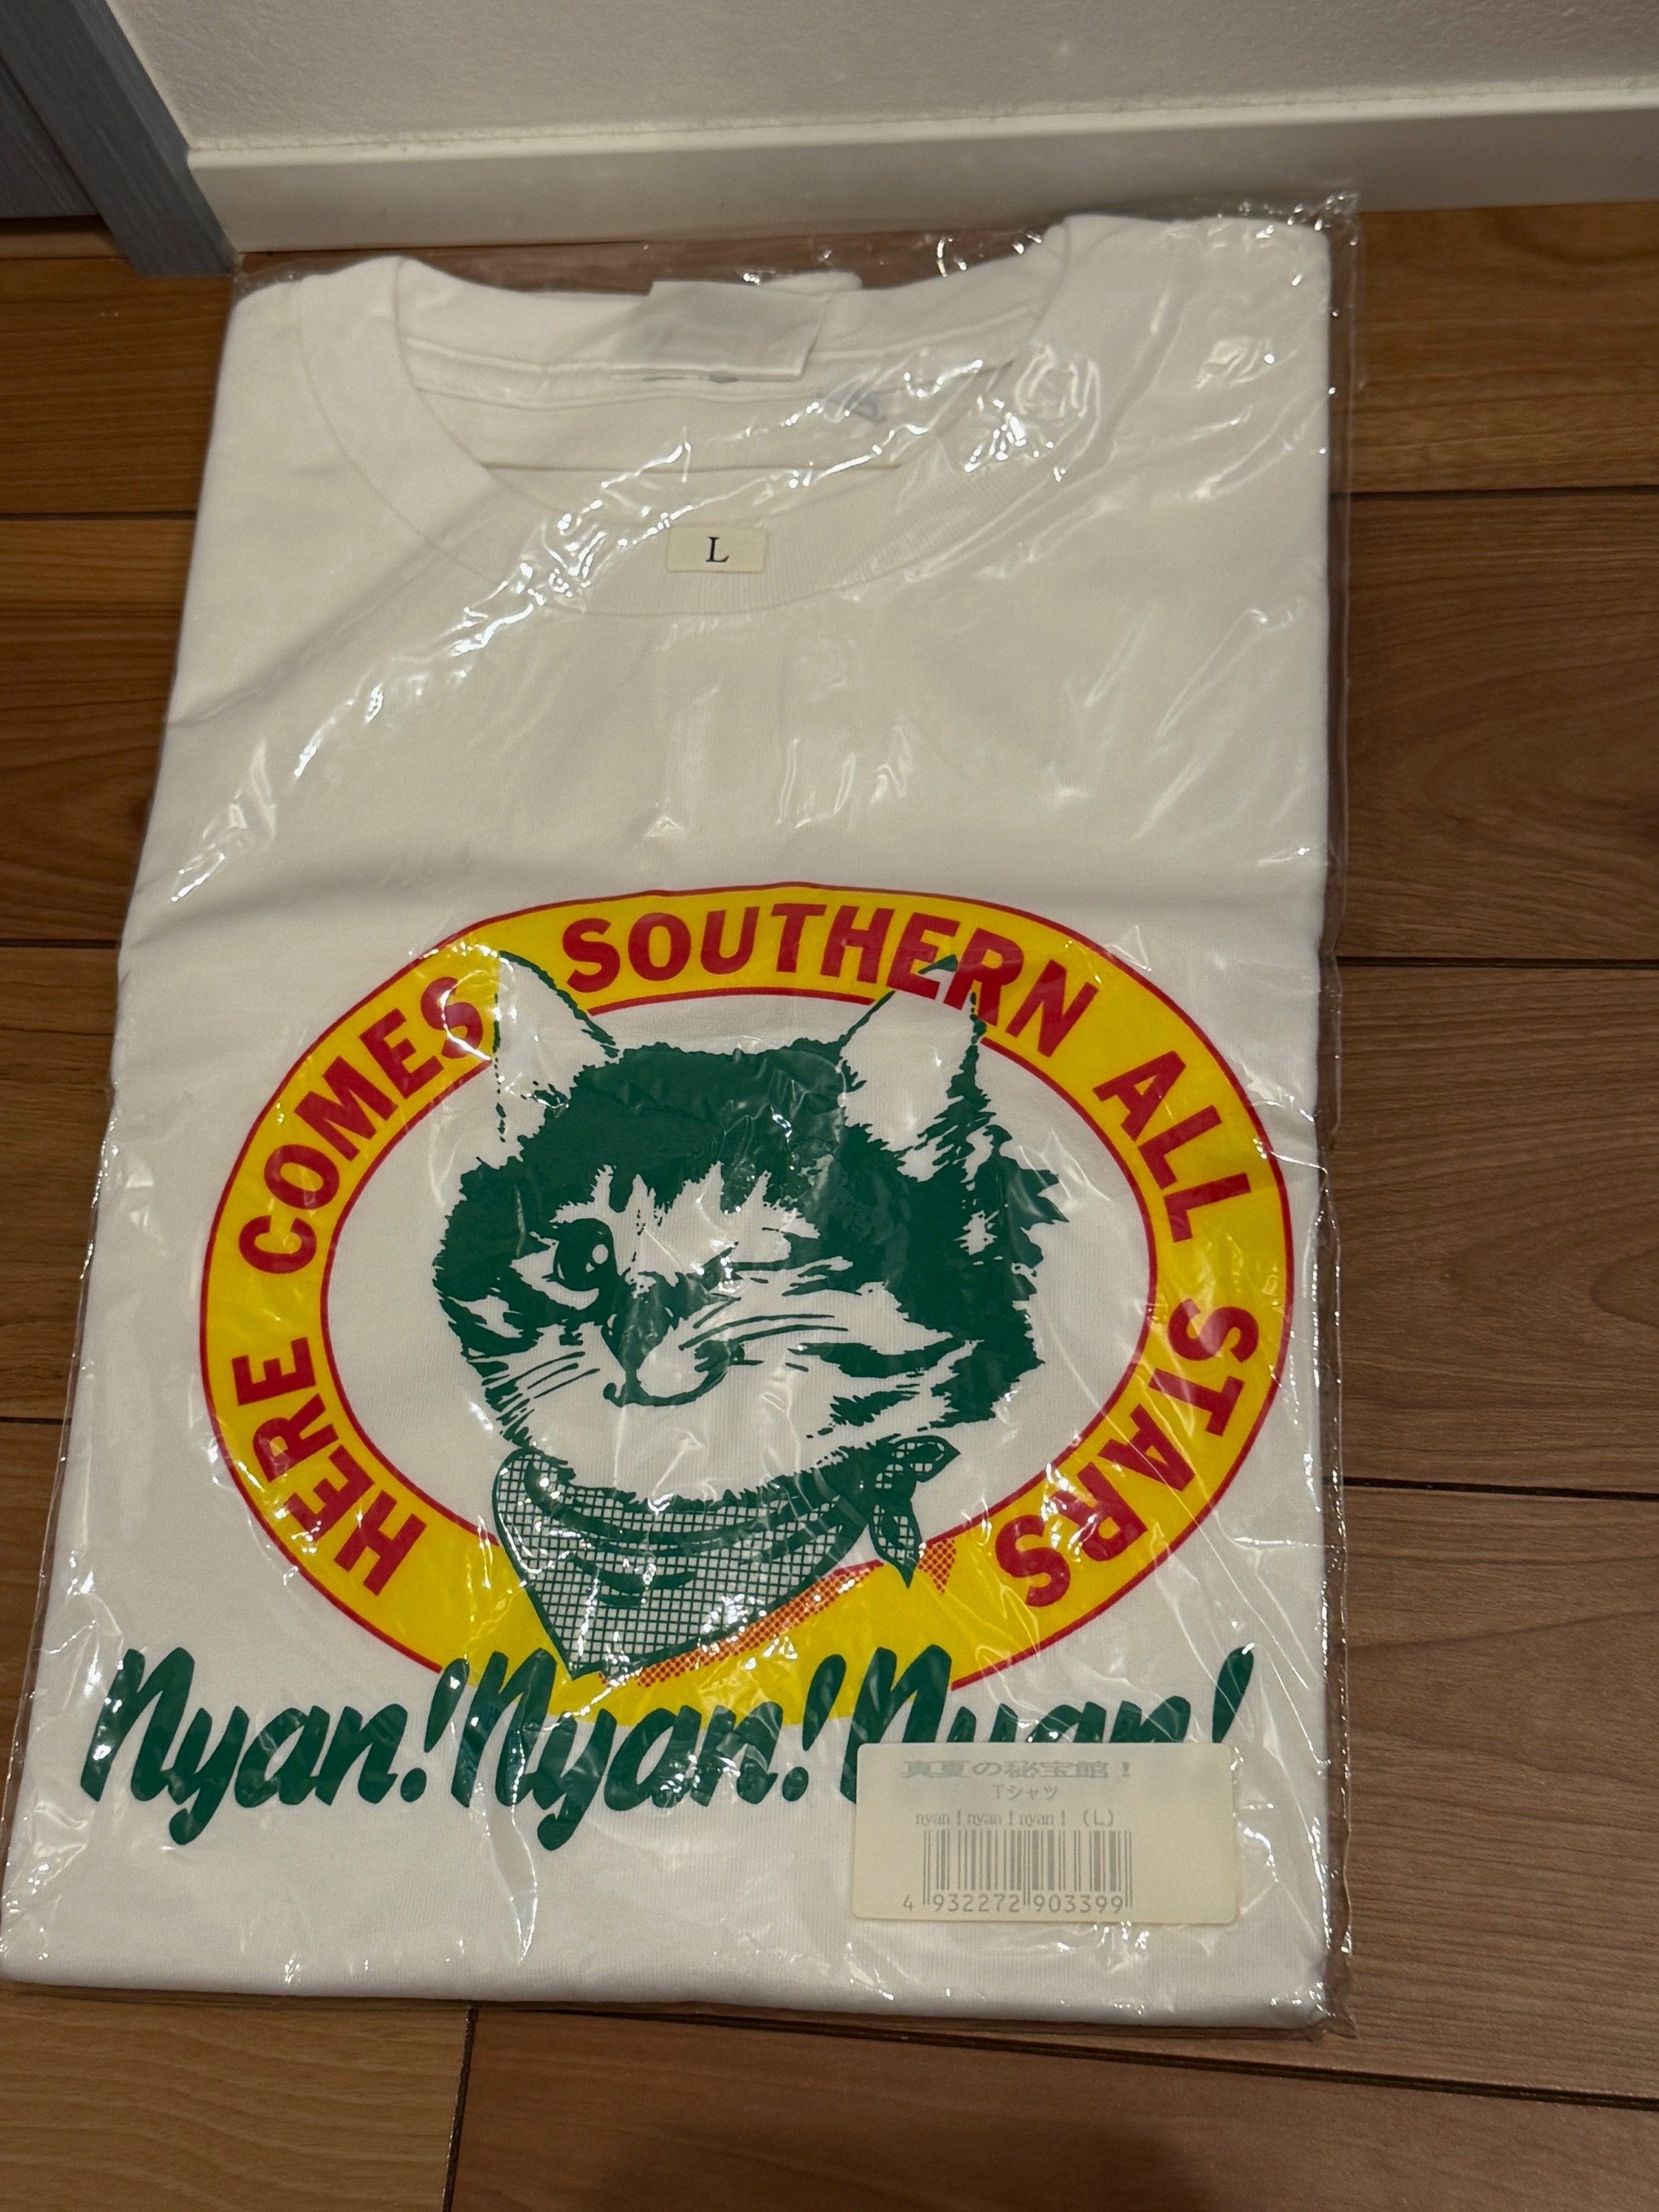 L
HERE COMES SOUTHERN ALL STARS
Nyan! Nyan! Nyan!
真夏の秘宝館！
Tシャツ
nyan！nyan！nyan！ (L)
4 932272 903399